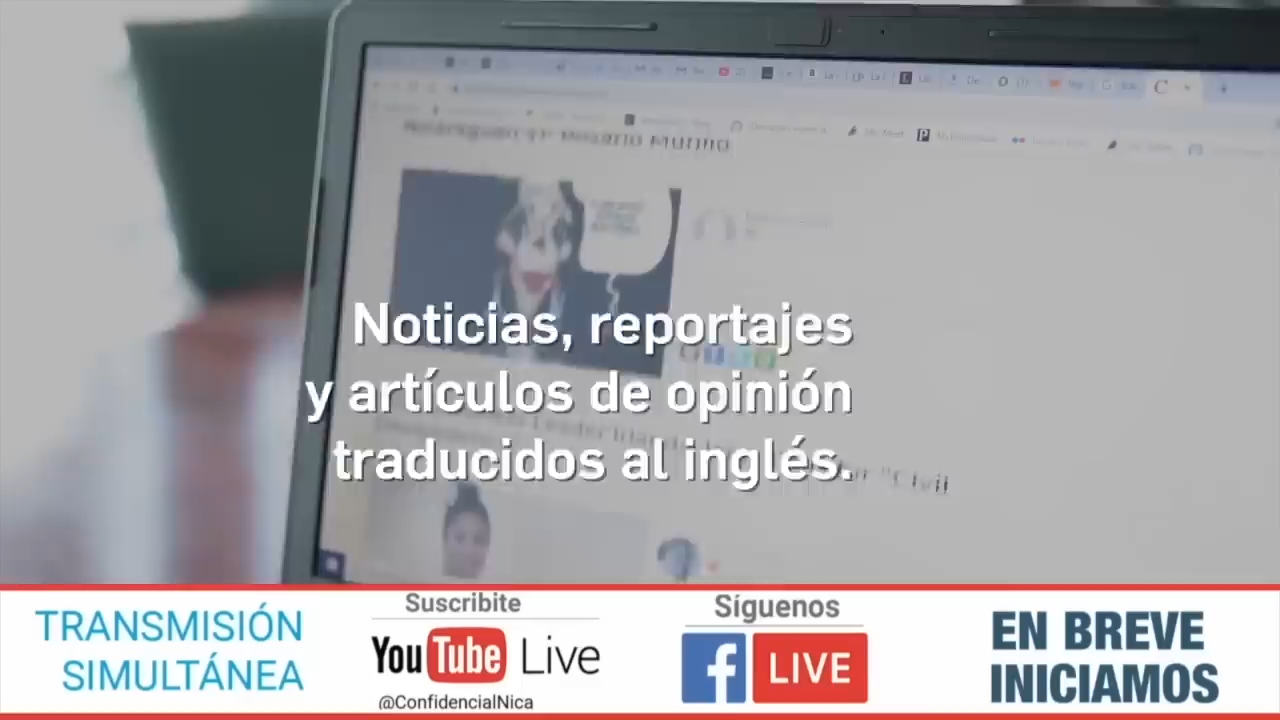 Noticias, reportajes
y artículos de opinión
traducidos al inglés.
"Civil
TRANSMISIÓN
SIMULTÁNEA
Suscribite
YouTube Live
@ConfidencialNica
Síguenos
f LIVE
EN BREVE
INICIAMOS